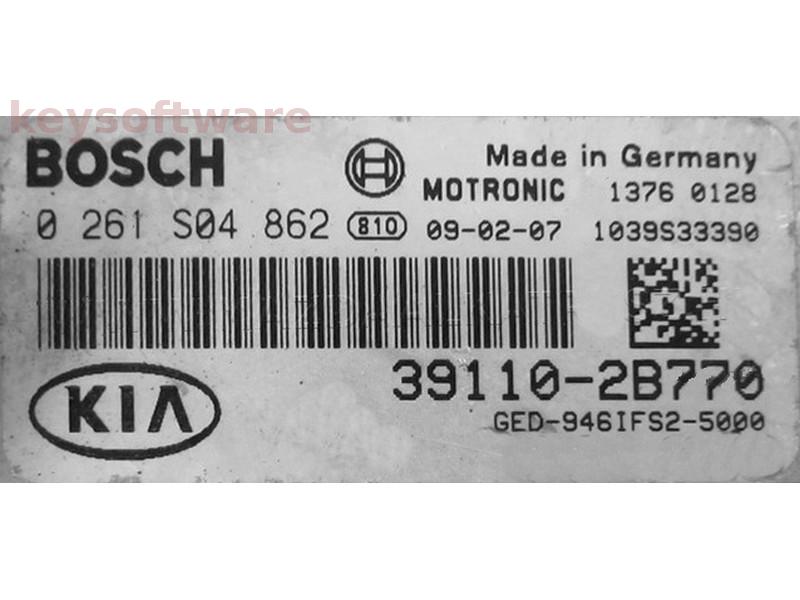 keysoftware
BOSCH
Made in Germany
MOTRONIC 1376 0128
0 261 S04 862 810 09-02-07 1039S33390
KIA
39110-2B770
GED-946IFS2-5000